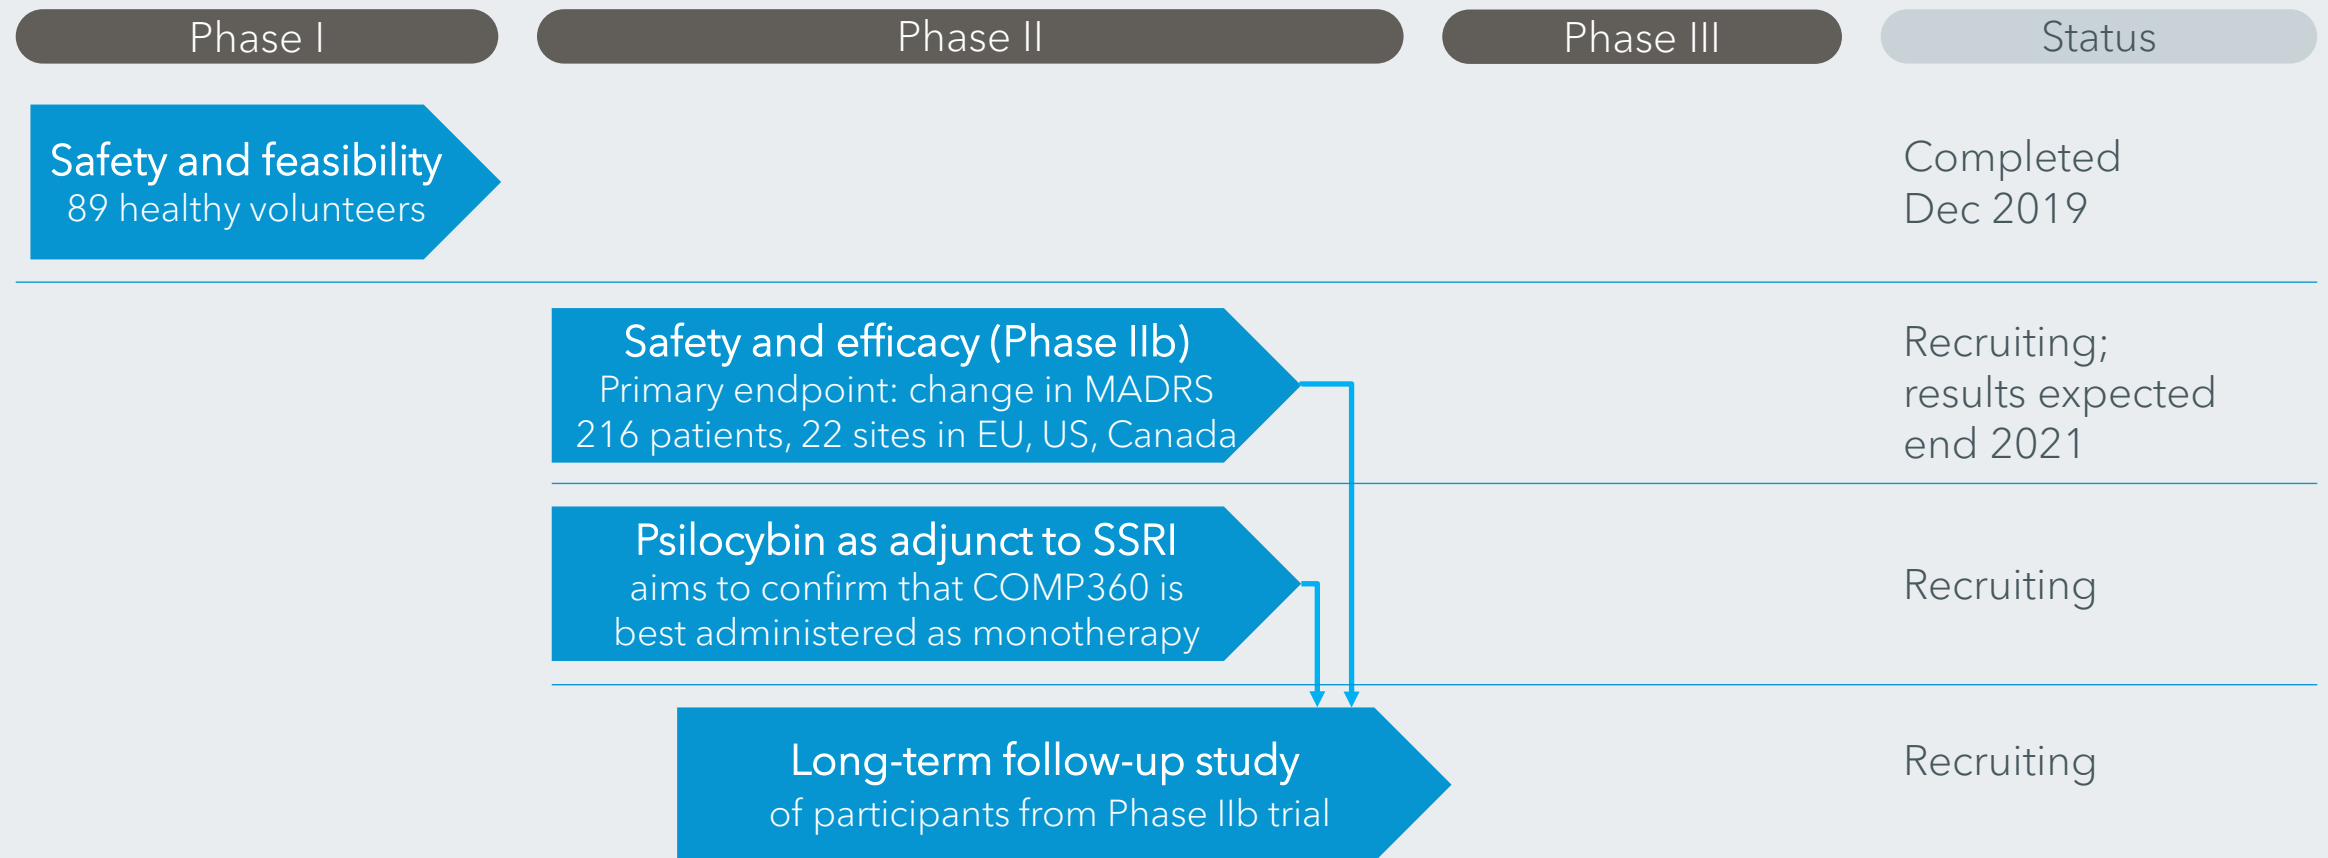 Phase I
Phase II
Phase III
Status
Safety and feasibility
89 healthy volunteers
Completed
Dec 2019
Safety and efficacy (Phase IIb)
Primary endpoint: change in MADRS
216 patients, 22 sites in EU, US, Canada
Recruiting;
results expected
end 2021
Psilocybin as adjunct to SSRI
aims to confirm that COMP360 is
best administered as monotherapy
Recruiting
Long-term follow-up study
of participants from Phase IIb trial
Recruiting